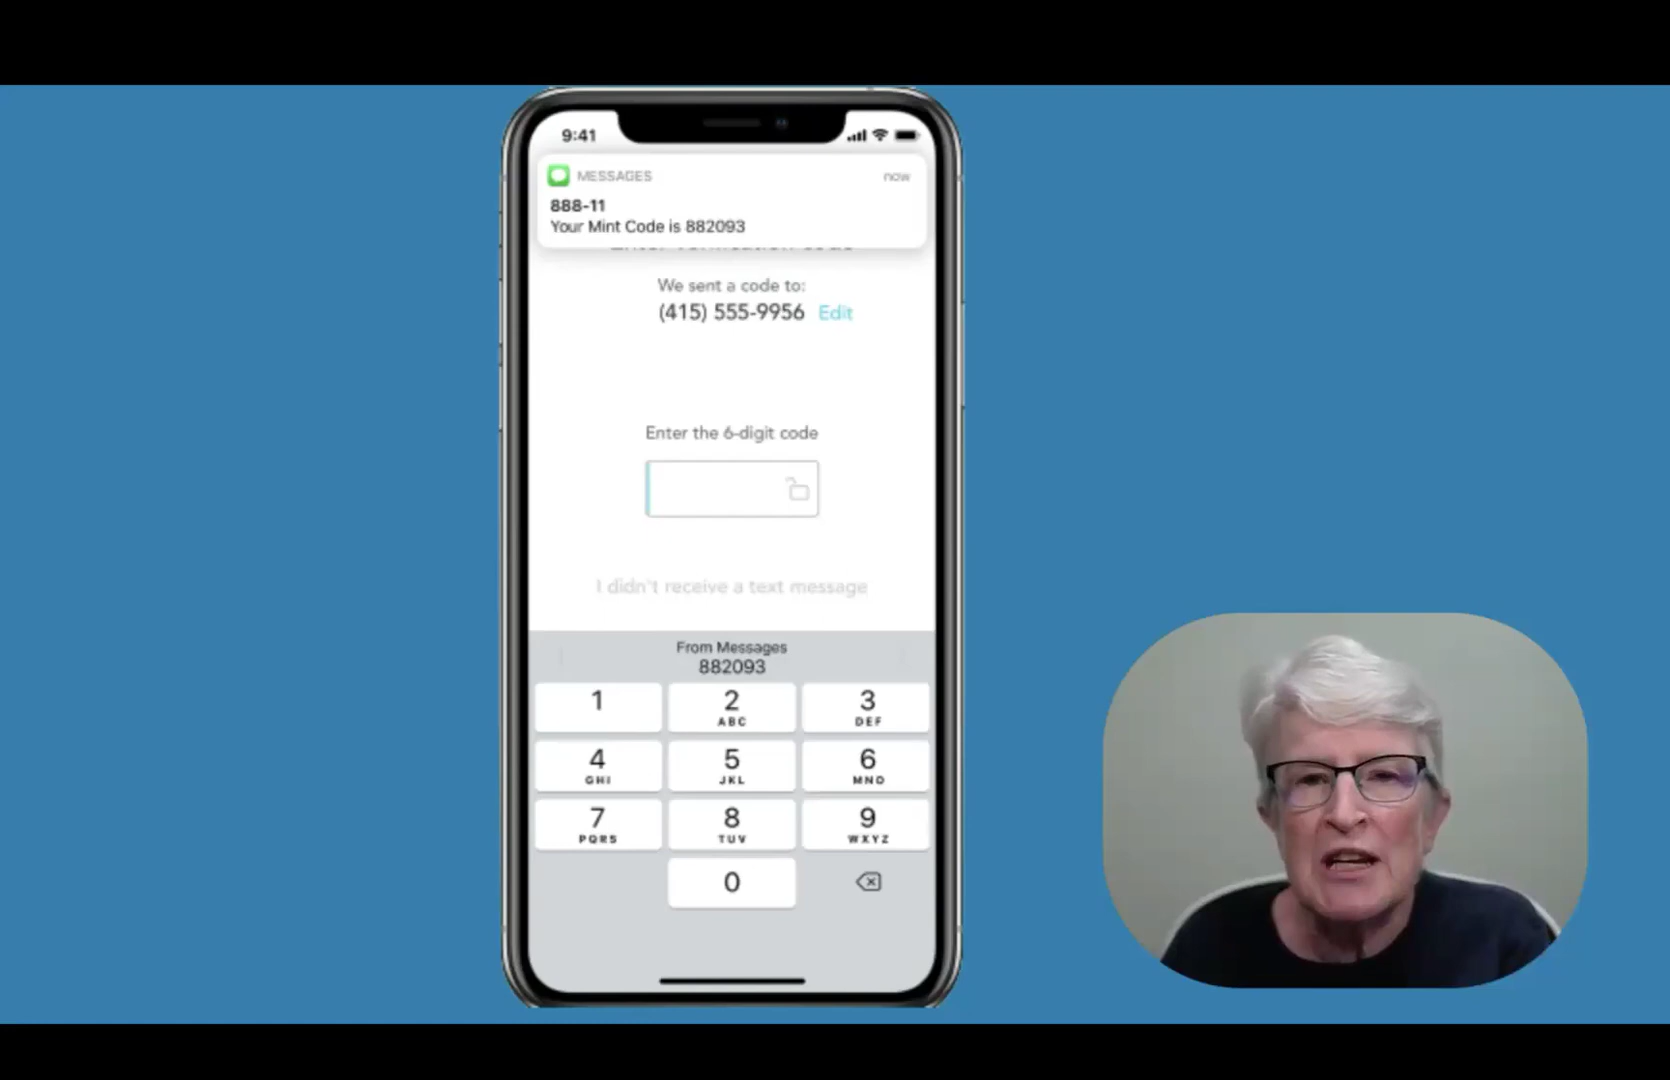 9:41
MESSAGES now
888-11
Your Mint Code is 882093
We sent a code to:
(415) 555-9956 Edit
Enter the 6-digit code
I didn't receive a text message
From Messages
882093
1 2 3
ABC DEF
4 5 6
GHI JKL MNO
7 8 9
PQRS TUV WXYZ
0